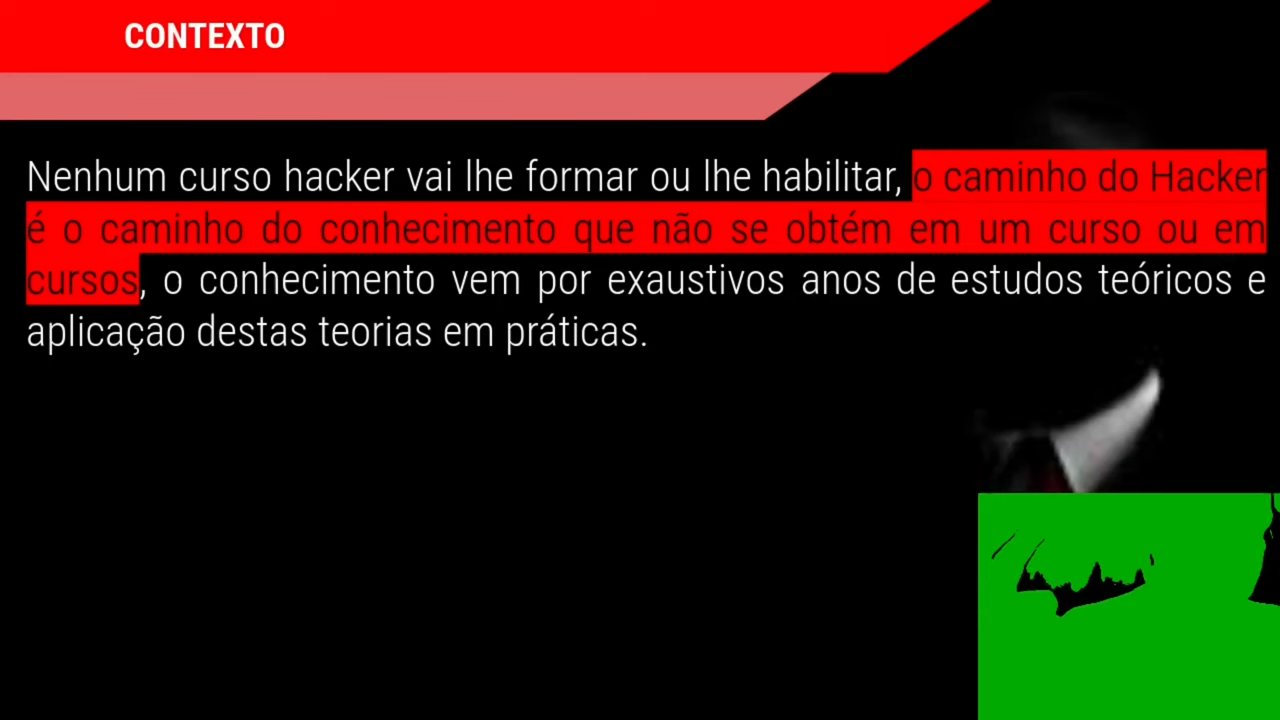 CONTEXTO
Nenhum curso hacker vai lhe formar ou lhe habilitar, o caminho do Hacker
é o caminho do conhecimento que não se obtém em um curso ou em
cursos, o conhecimento vem por exaustivos anos de estudos teóricos e
aplicação destas teorias em práticas.